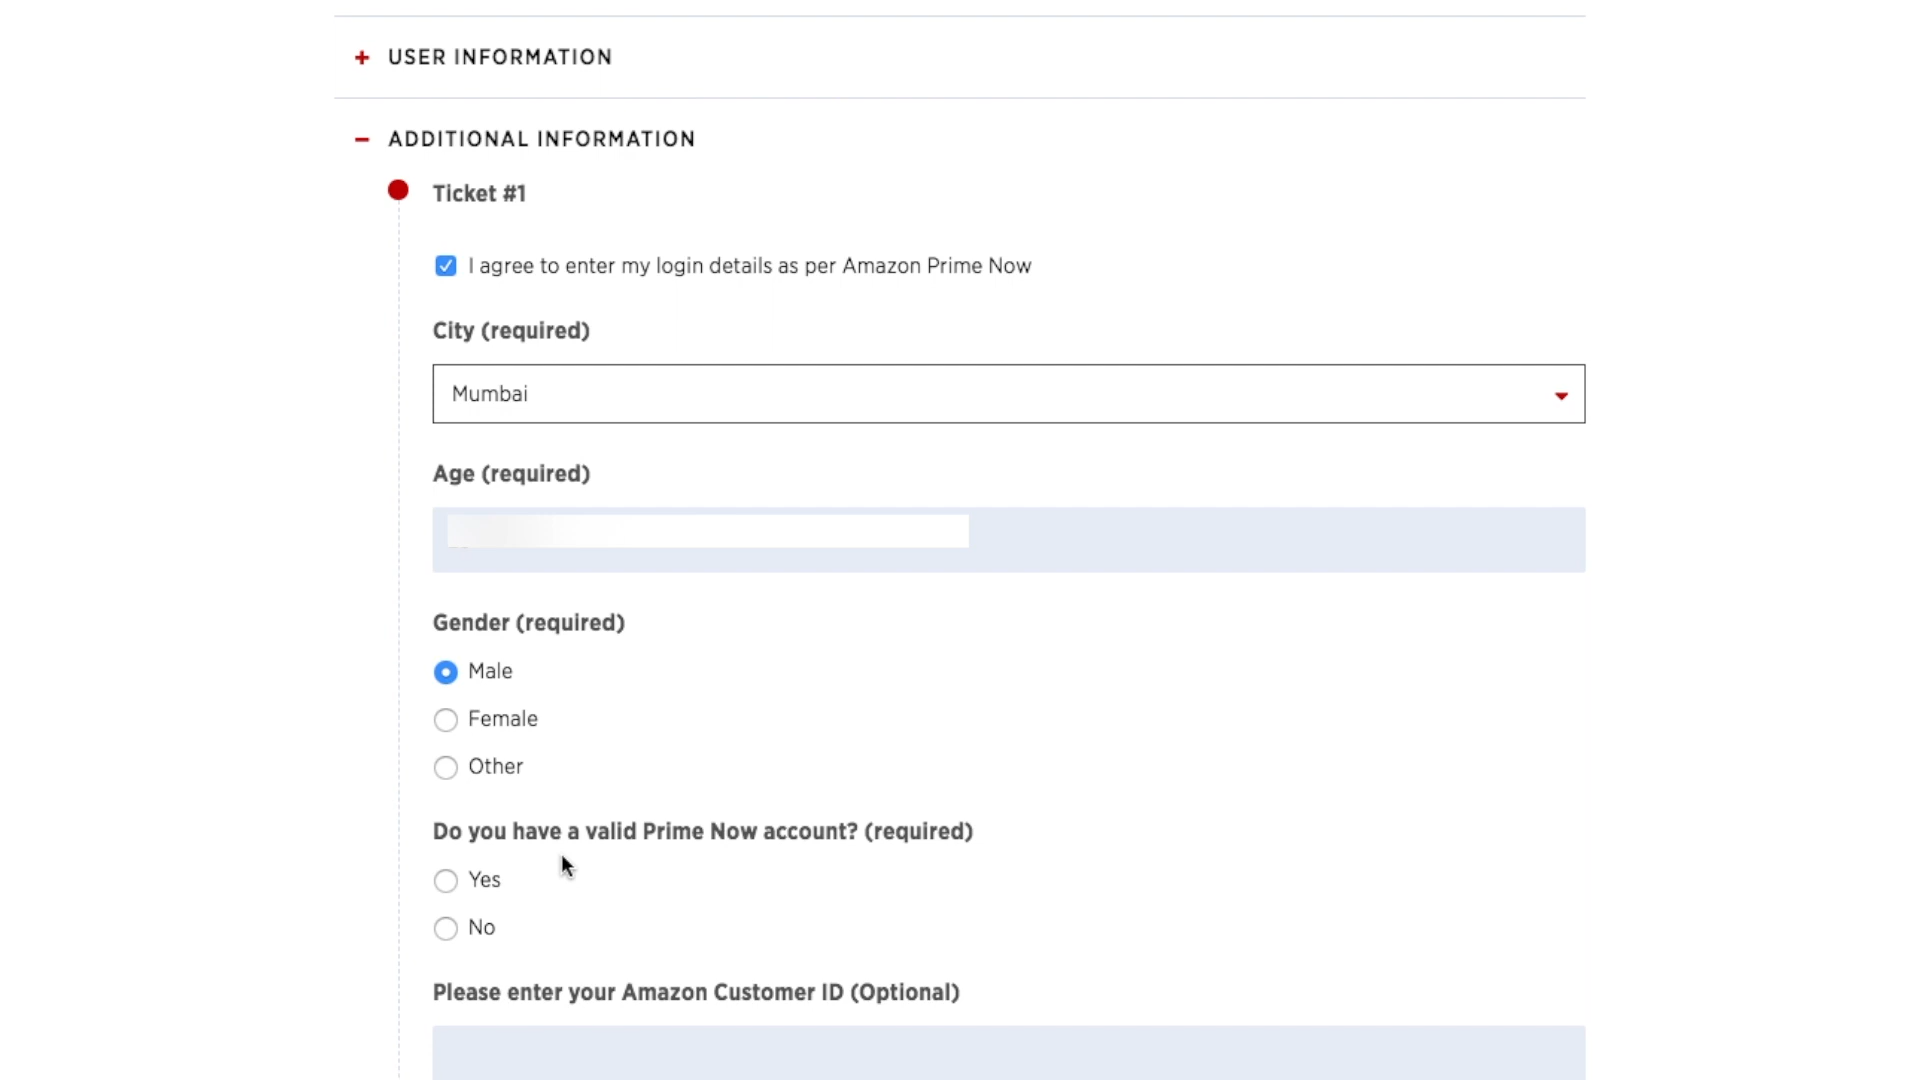 USER INFORMATION
ADDITIONAL INFORMATION
Ticket #1
I agree to enter my login details as per Amazon Prime Now
City (required)
Mumbai
Age (required)
Gender (required)
Male
Female
Other
Do you have a valid Prime Now account? (required)
Yes
No
Please enter your Amazon Customer ID (Optional)